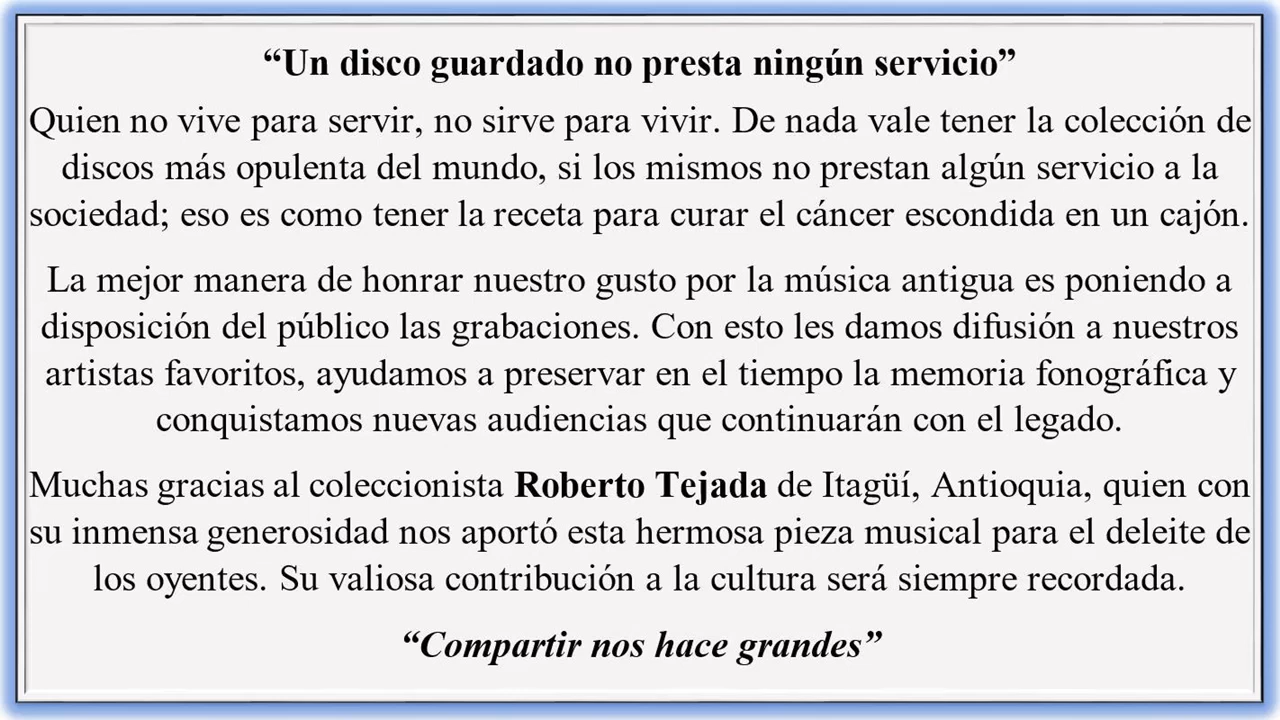 “Un disco guardado no presta ningún servicio”
Quien no vive para servir, no sirve para vivir. De nada vale tener la colección de
discos más opulenta del mundo, si los mismos no prestan algún servicio a la
sociedad; eso es como tener la receta para curar el cáncer escondida en un cajón.
La mejor manera de honrar nuestro gusto por la música antigua es poniendo a
disposición del público las grabaciones. Con esto les damos difusión a nuestros
artistas favoritos, ayudamos a preservar en el tiempo la memoria fonográfica y
conquistamos nuevas audiencias que continuarán con el legado.
Muchas gracias al coleccionista Roberto Tejada de Itagüí, Antioquia, quien con
su inmensa generosidad nos aportó esta hermosa pieza musical para el deleite de
los oyentes. Su valiosa contribución a la cultura será siempre recordada.
“Compartir nos hace grandes”